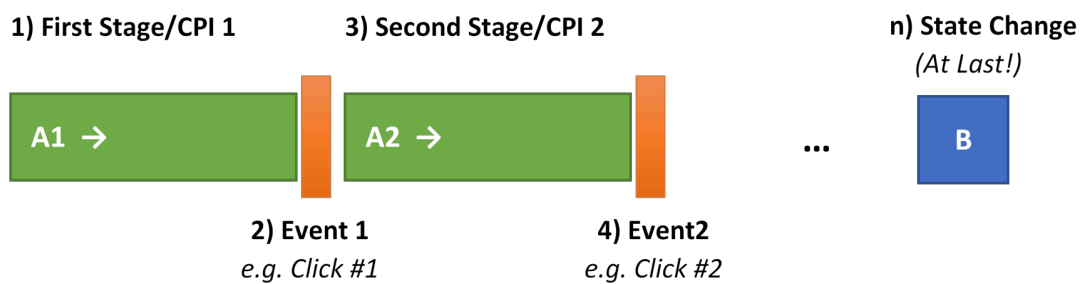 1) First Stage/CPI 1
3) Second Stage/CPI 2
n) State Change
(At Last!)
A1 →
A2 →
...
B
2) Event 1
e.g. Click #1
4) Event2
e.g. Click #2